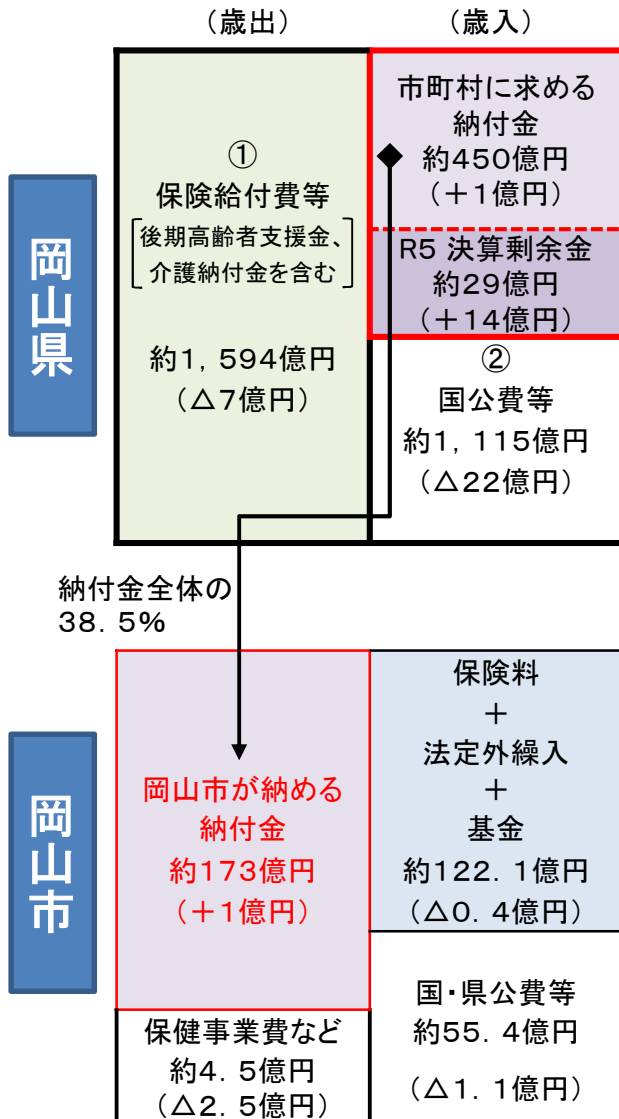 （歳出）
（歳入）
岡山県
①
保険給付費等
後期高齢者支援金、
介護納付金を含む
約1，594億円
（△7億円）
市町村に求める
納付金
約450億円
（＋1億円）
R5 決算剰余金
約29億円
（＋14億円）
②
国公費等
約1，115億円
（△22億円）
納付金全体の
38．5%
岡山市
岡山市が納める
納付金
約173億円
（＋1億円）
保健事業費など
約4．5億円
（△2．5億円）
保険料
＋
法定外繰入
＋
基金
約122．1億円
（△0．4億円）
国・県公費等
約55．4億円
（△1．1億円）